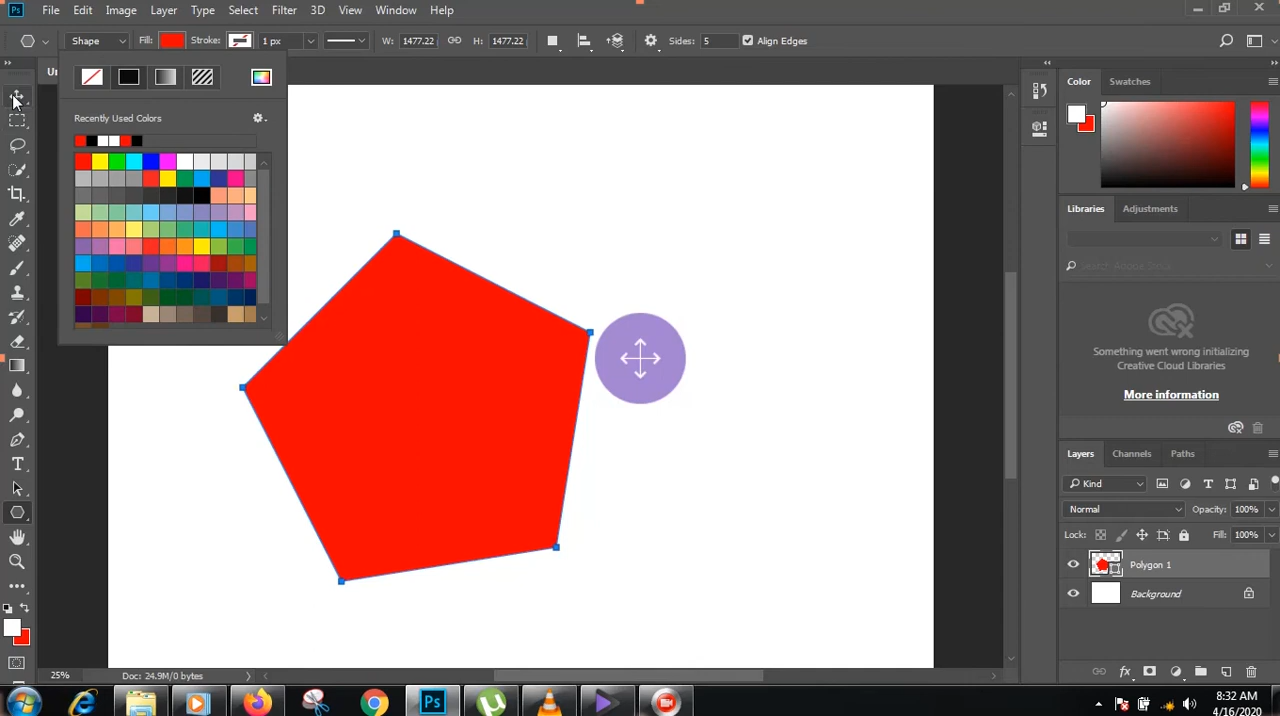 Ps File Edit Image Layer Type Select Filter 3D View Window Help
Shape Fill: Stroke: 1 px W: 1477.22 H: 1477.22 Sides: 5 Align Edges
Un
Color Swatches
Recently Used Colors
Libraries Adjustments
Something went wrong initializing
Creative Cloud Libraries
More information
Layers Channels Paths
Kind
Normal Opacity: 100%
Lock: Fill: 100%
Polygon 1
Background
25% Doc: 24.9M/0 bytes
Ps 8:32 AM
4/16/2020